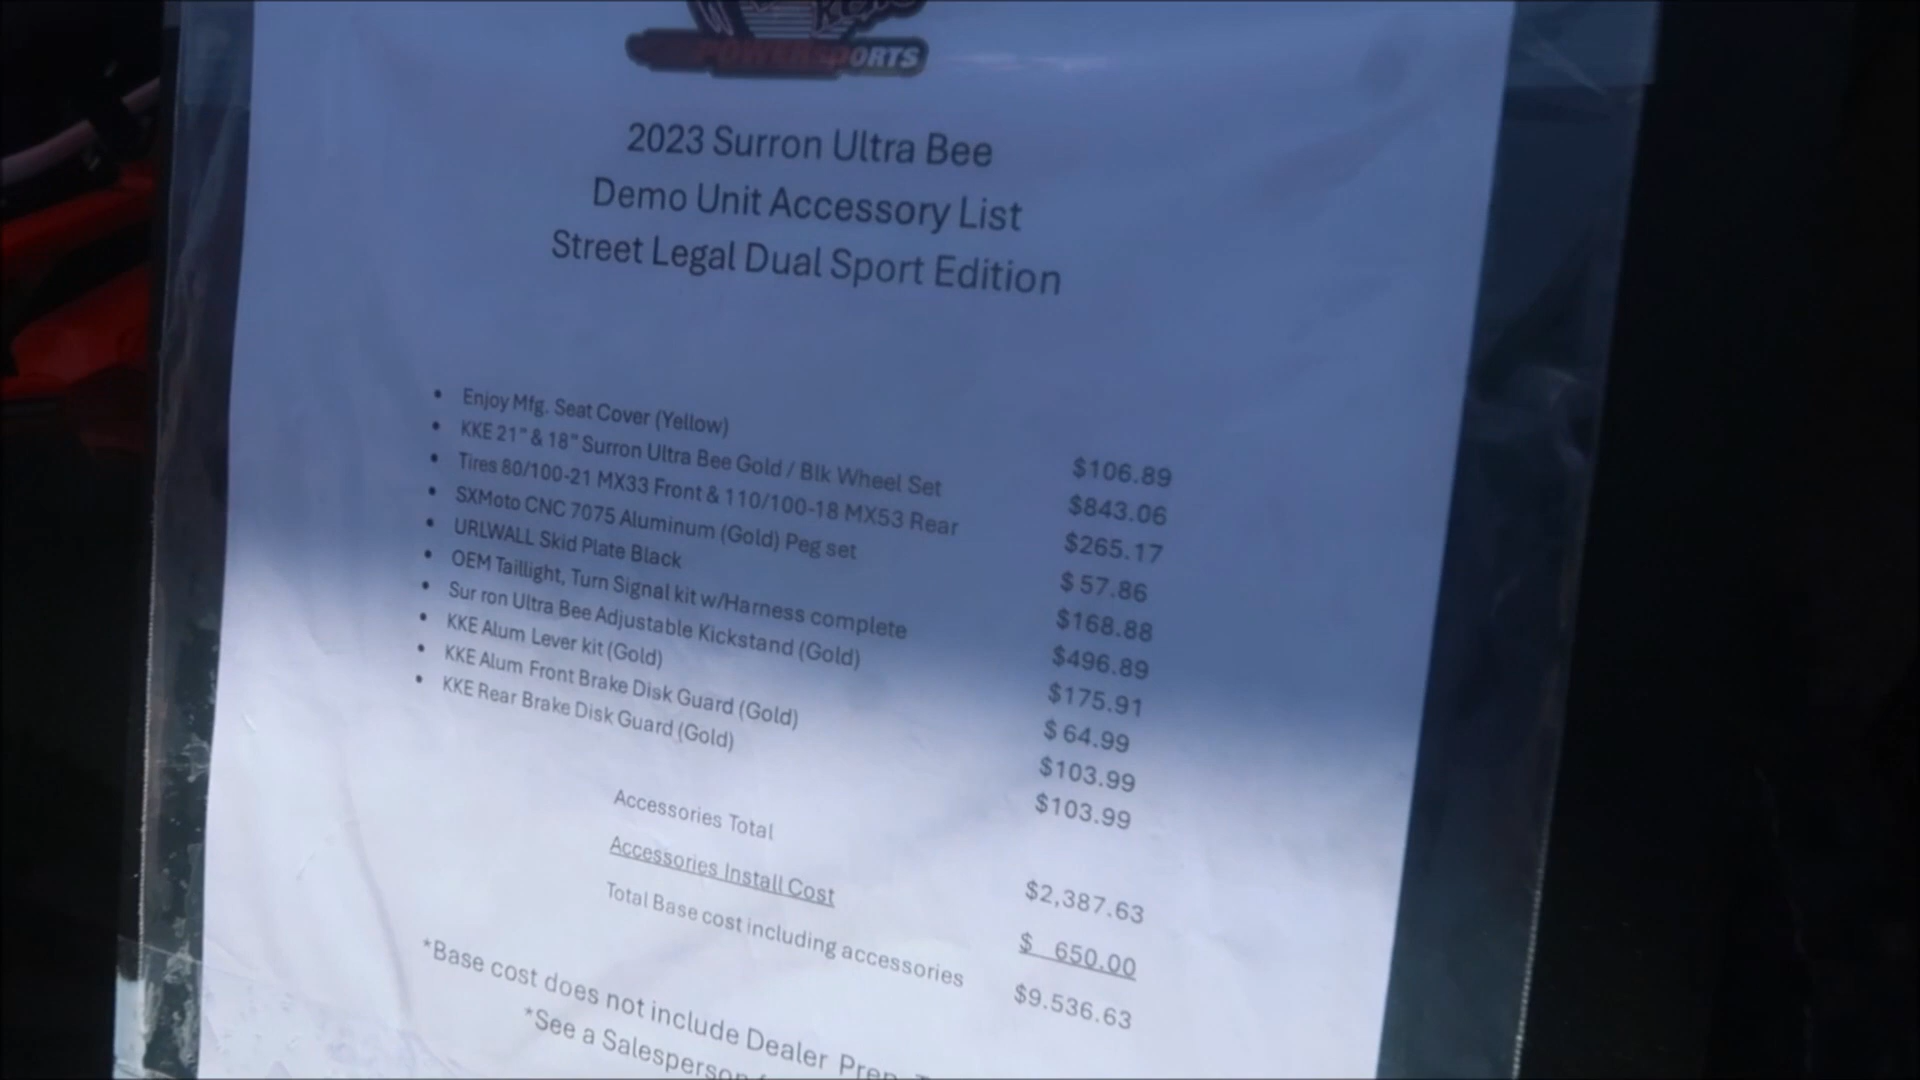 POWERSPORTS
2023 Surron Ultra Bee
Demo Unit Accessory List
Street Legal Dual Sport Edition
• Enjoy Mfg. Seat Cover (Yellow) $106.89
• KKE 21" & 18" Surron Ultra Bee Gold / Blk Wheel Set $843.06
• Tires 80/100-21 MX33 Front & 110/100-18 MX53 Rear $265.17
• SXMoto CNC 7075 Aluminum (Gold) Peg set $ 57.86
• URLWALL Skid Plate Black $168.88
• OEM Taillight, Turn Signal kit w/Harness complete $496.89
• Sur ron Ultra Bee Adjustable Kickstand (Gold) $175.91
• KKE Alum Lever kit (Gold) $ 64.99
• KKE Alum Front Brake Disk Guard (Gold) $103.99
• KKE Rear Brake Disk Guard (Gold) $103.99
Accessories Total $2,387.63
Accessories Install Cost $ 650.00
Total Base cost including accessories $9.536.63
*Base cost does not include Dealer Prep,
*See a Salesperson